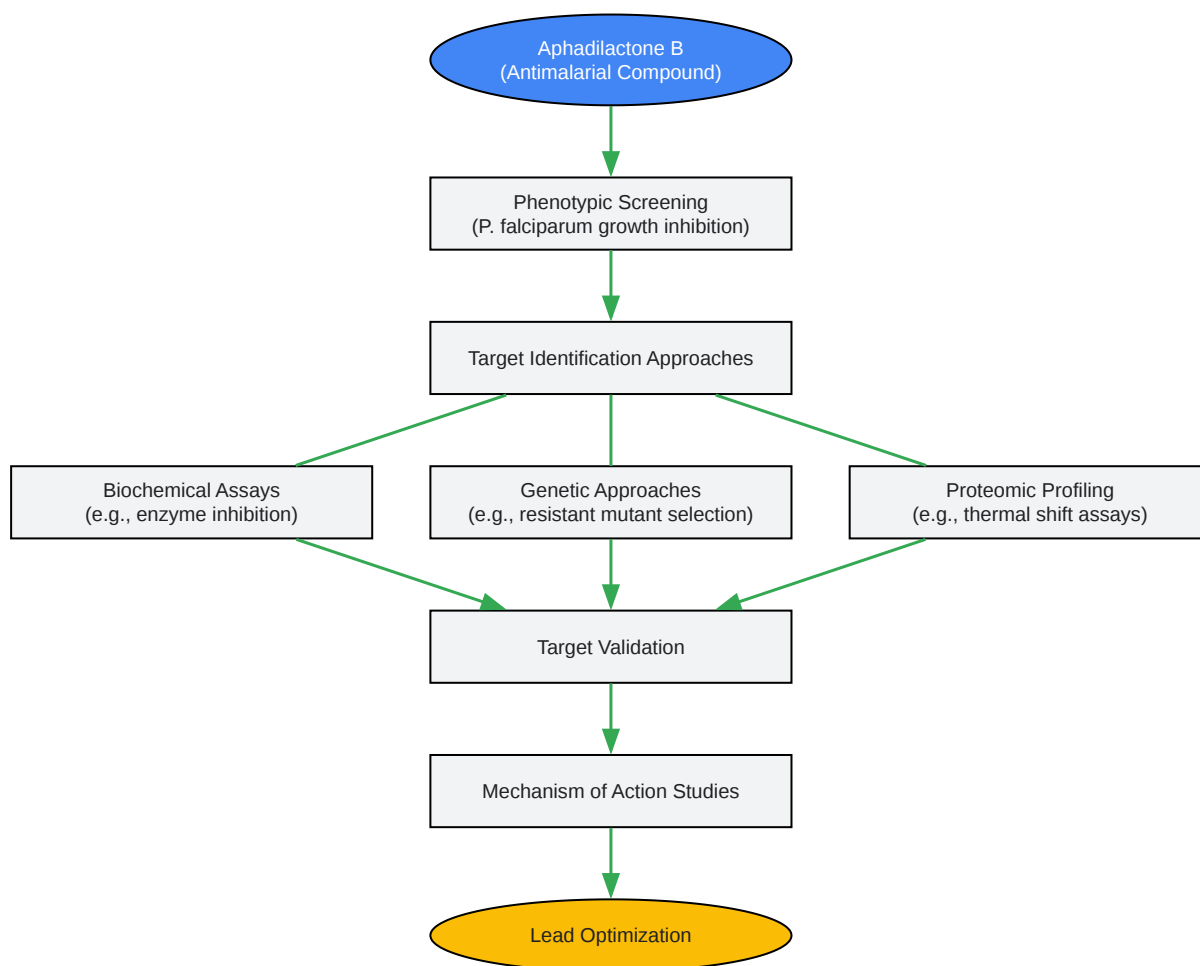 Aphadilactone B
(Antimalarial Compound)
Phenotypic Screening
(P. falciparum growth inhibition)
Target Identification Approaches
Biochemical Assays
(e.g., enzyme inhibition)
Genetic Approaches
(e.g., resistant mutant selection)
Proteomic Profiling
(e.g., thermal shift assays)
Target Validation
Mechanism of Action Studies
Lead Optimization